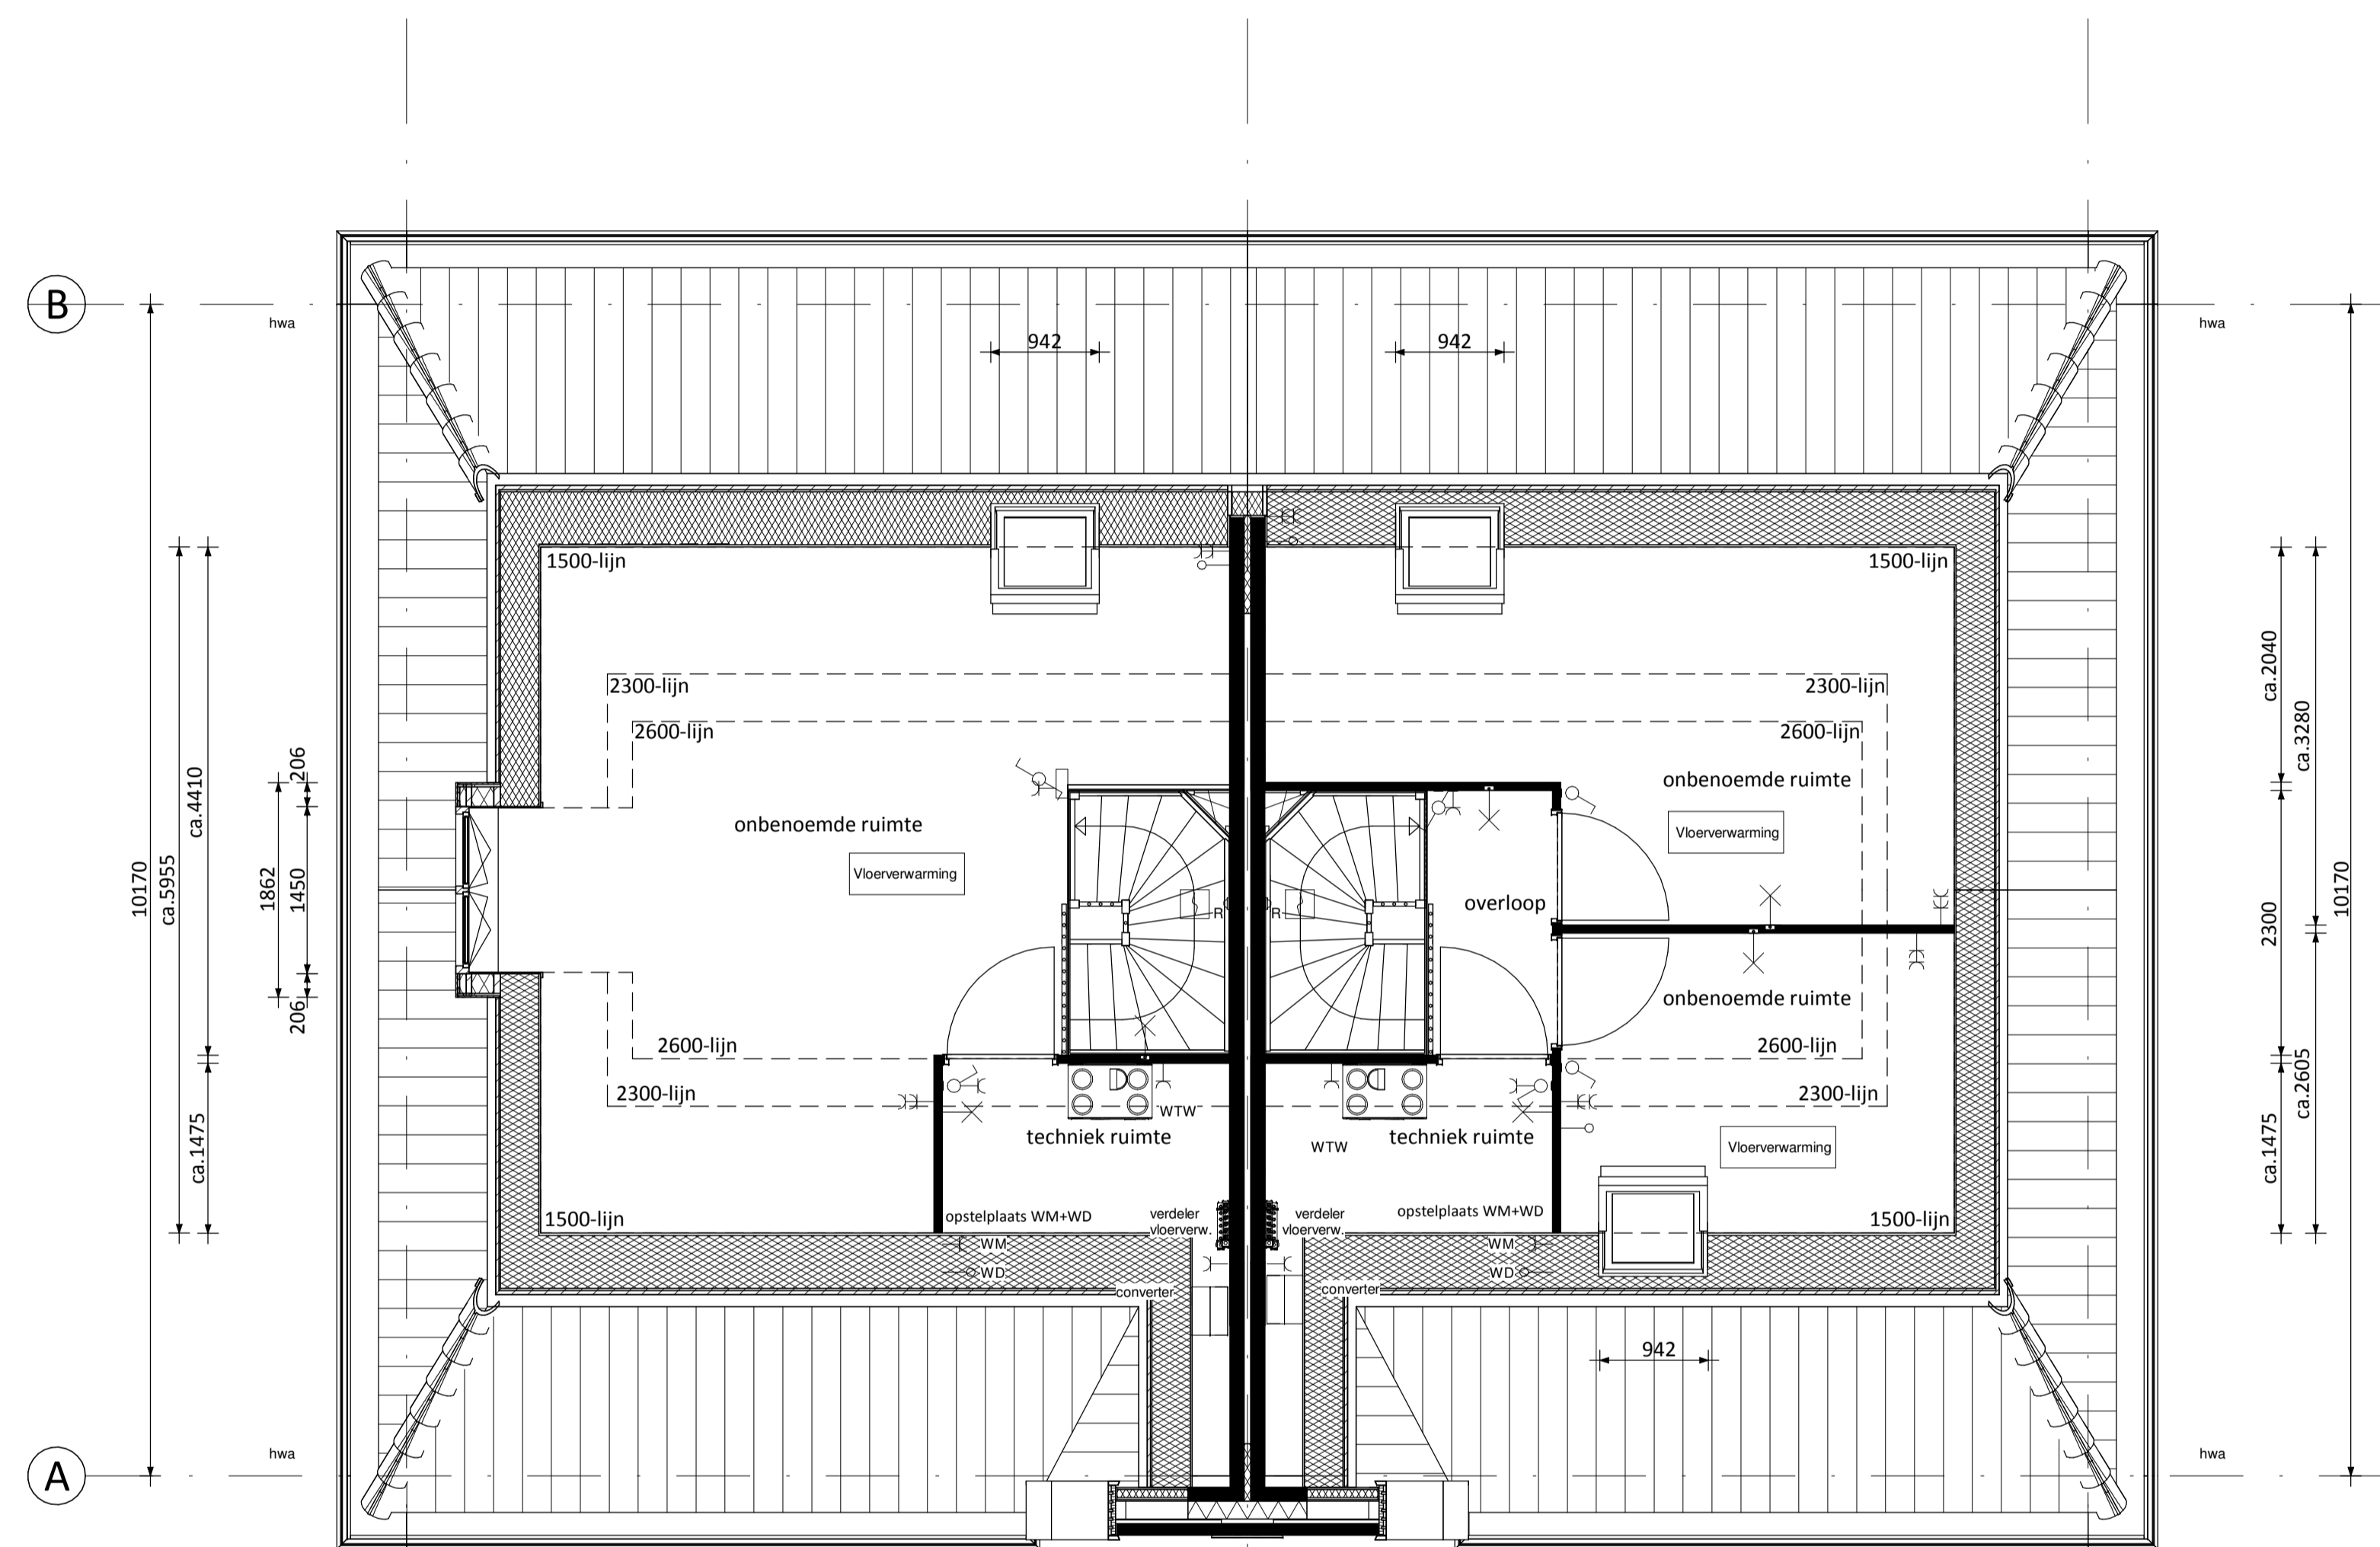 B
hwa
hwa
942
942
1500-lijn
1500-lijn
2300-lijn
2300-lijn
2600-lijn
2600-lijn
onbenoemde ruimte
onbenoemde ruimte
Vloerverwarming
Vloerverwarming
overloop
R
R
onbenoemde ruimte
2600-lijn
2600-lijn
2300-lijn
2300-lijn
WTW
techniek ruimte
techniek ruimte
WTW
Vloerverwarming
opstelplaats WM+WD
verdeler
vloerverw.
verdeler
vloerverw.
opstelplaats WM+WD
1500-lijn
1500-lijn
WM
WM
WD
WD
converter
converter
942
hwa
hwa
A
10170
ca.5955
ca.4410
ca.1475
1862
206
1450
206
ca.2040
2300
ca.1475
ca.3280
ca.2605
10170